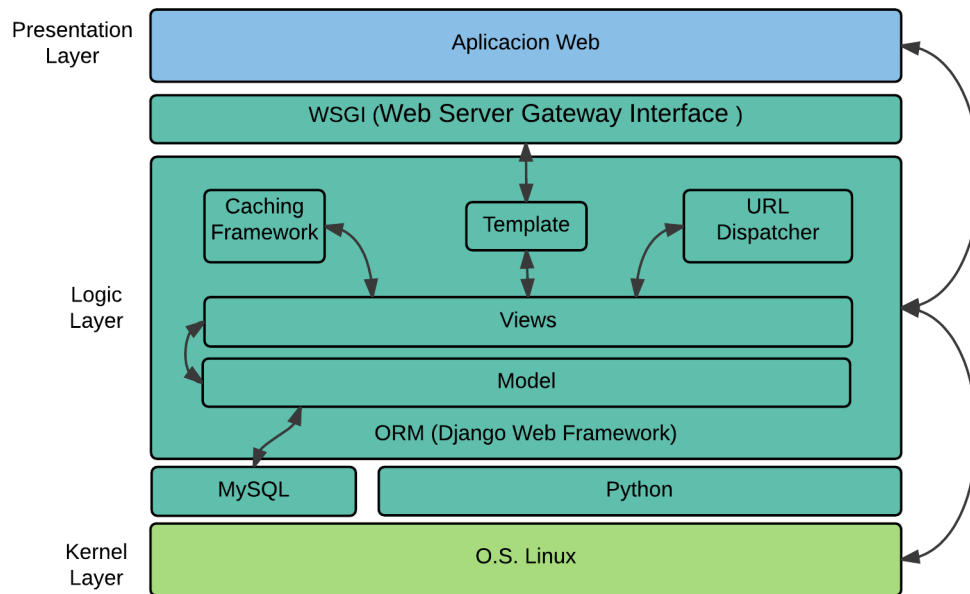 Presentation
Layer
Aplicacion Web
WSGI (Web Server Gateway Interface )
Caching
Framework
Template
URL
Dispatcher
Logic
Layer
Views
Model
ORM (Django Web Framework)
MySQL
Python
Kernel
Layer
O.S. Linux